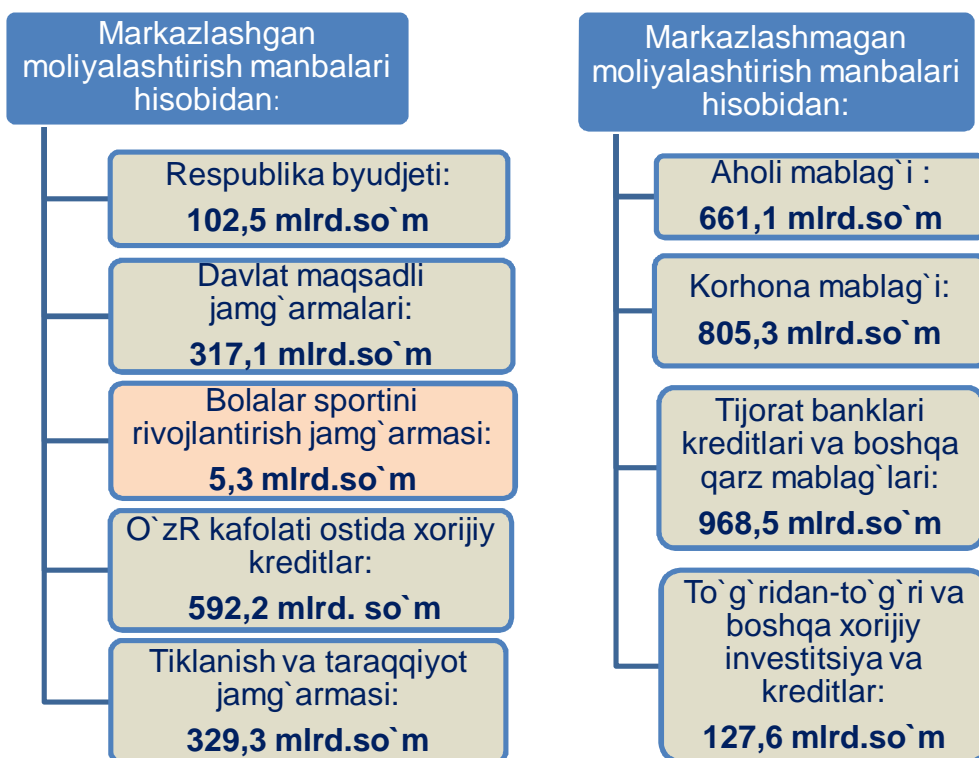 Markazlashgan
moliyalashtirish manbalari
hisobidan:
Respublika byudjeti:
102,5 mlrd.so`m
Davlat maqsadli
jamg`armalari:
317,1 mlrd.so`m
Bolalar sportini
rivojlantirish jamg`armasi:
5,3 mlrd.so`m
O`zR kafolati ostida xorijiy
kreditlar:
592,2 mlrd. so`m
Tiklanish va taraqqiyot
jamg`armasi:
329,3 mlrd.so`m
Markazlashmagan
moliyalashtirish manbalari
hisobidan:
Aholi mablag`i :
661,1 mlrd.so`m
Korhona mablag`i:
805,3 mlrd.so`m
Tijorat banklari
kreditlari va boshqa
qarz mablag`lari:
968,5 mlrd.so`m
To`g`ridan-to`g`ri va
boshqa xorijiy
investitsiya va
kreditlar:
127,6 mlrd.so`m